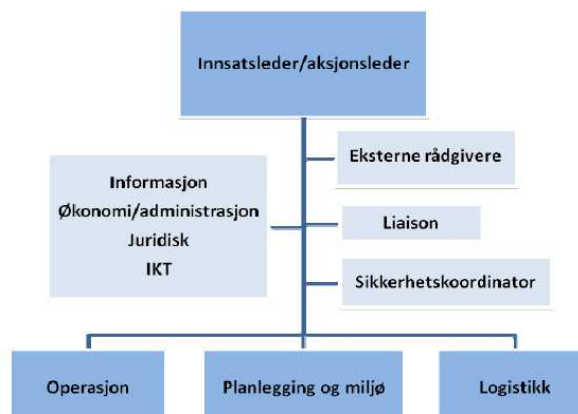 Innsatsleder/aksjonsleder
Eksterne rådgivere
Informasjon
Økonomi/administrasjon
Juridisk
IKT
Liaison
Sikkerhetskoordinator
Operasjon
Planlegging og miljø
Logistikk